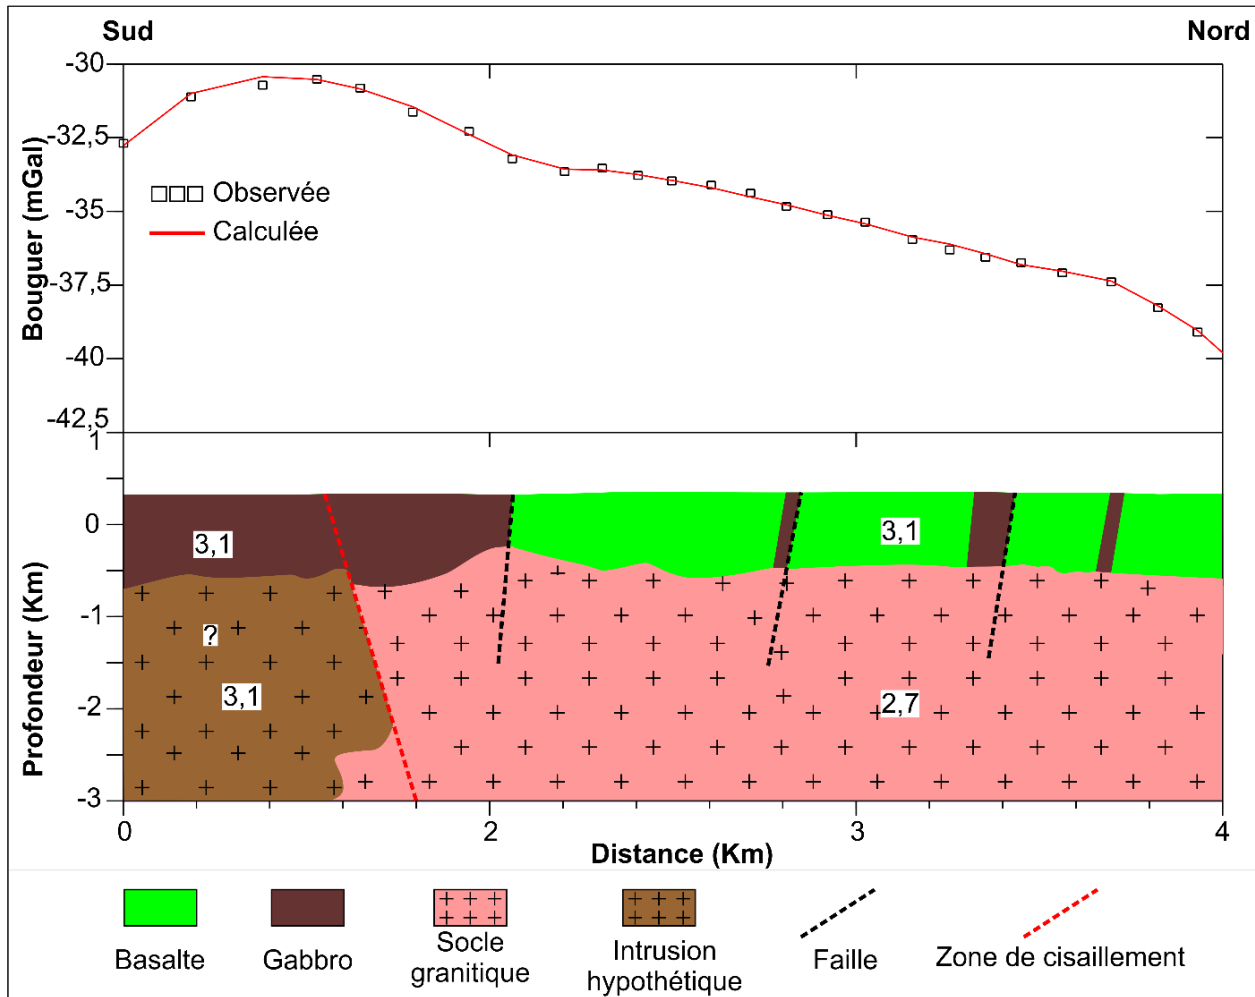 Sud
Nord
Bouguer (mGal)
-30
-32,5
-35
-37,5
-40
-42,5
Observée
Calculée
Profondeur (Km)
1
0
-1
-2
-3
3,1
?
3,1
3,1
2,7
0
2
3
4
Distance (Km)
Basalte
Gabbro
Socle
granitique
Intrusion
hypothétique
Faille
Zone de cisaillement